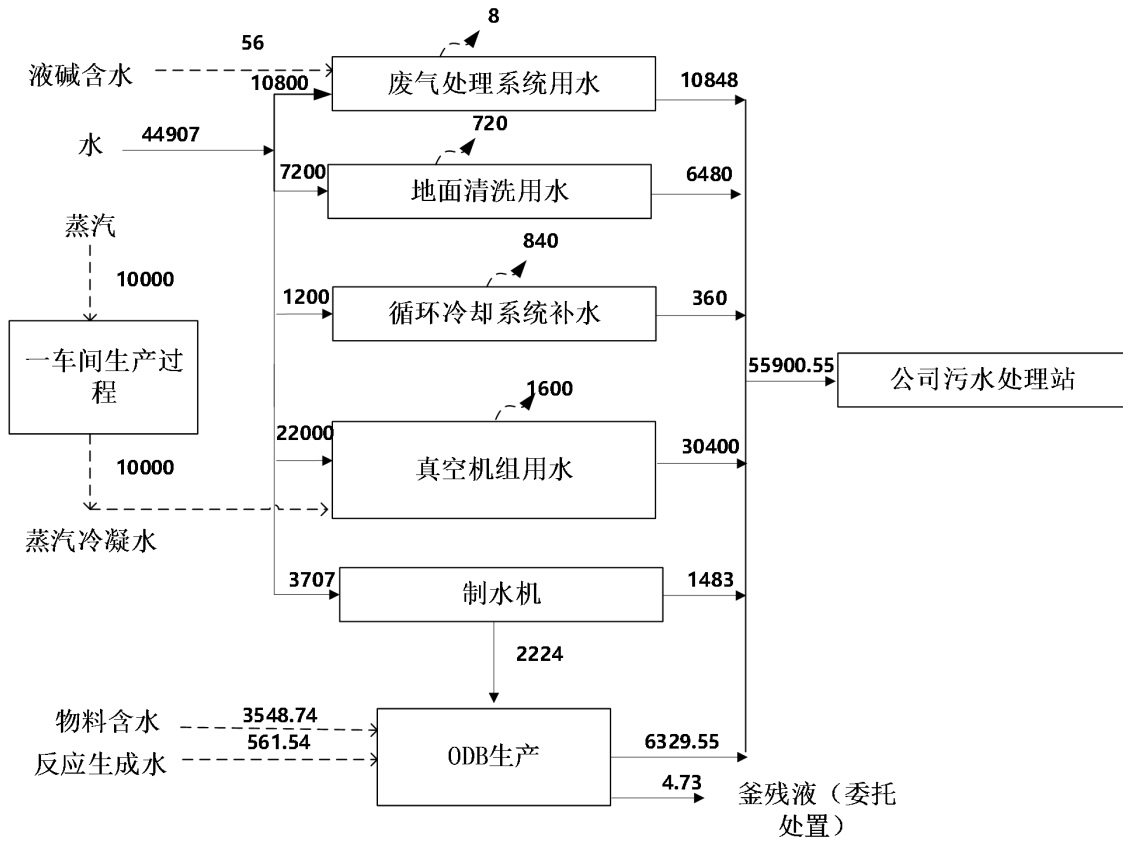 8
56
液碱含水
10800
废气处理系统用水
10848
水
44907
720
7200
地面清洗用水
6480
蒸汽
10000
840
1200
循环冷却系统补水
360
一车间生产过
程
55900.55
公司污水处理站
1600
22000
真空机组用水
30400
10000
蒸汽冷凝水
3707
制水机
1483
2224
物料含水
3548.74
反应生成水
561.54
ODB生产
6329.55
4.73
釜残液（委托
处置）